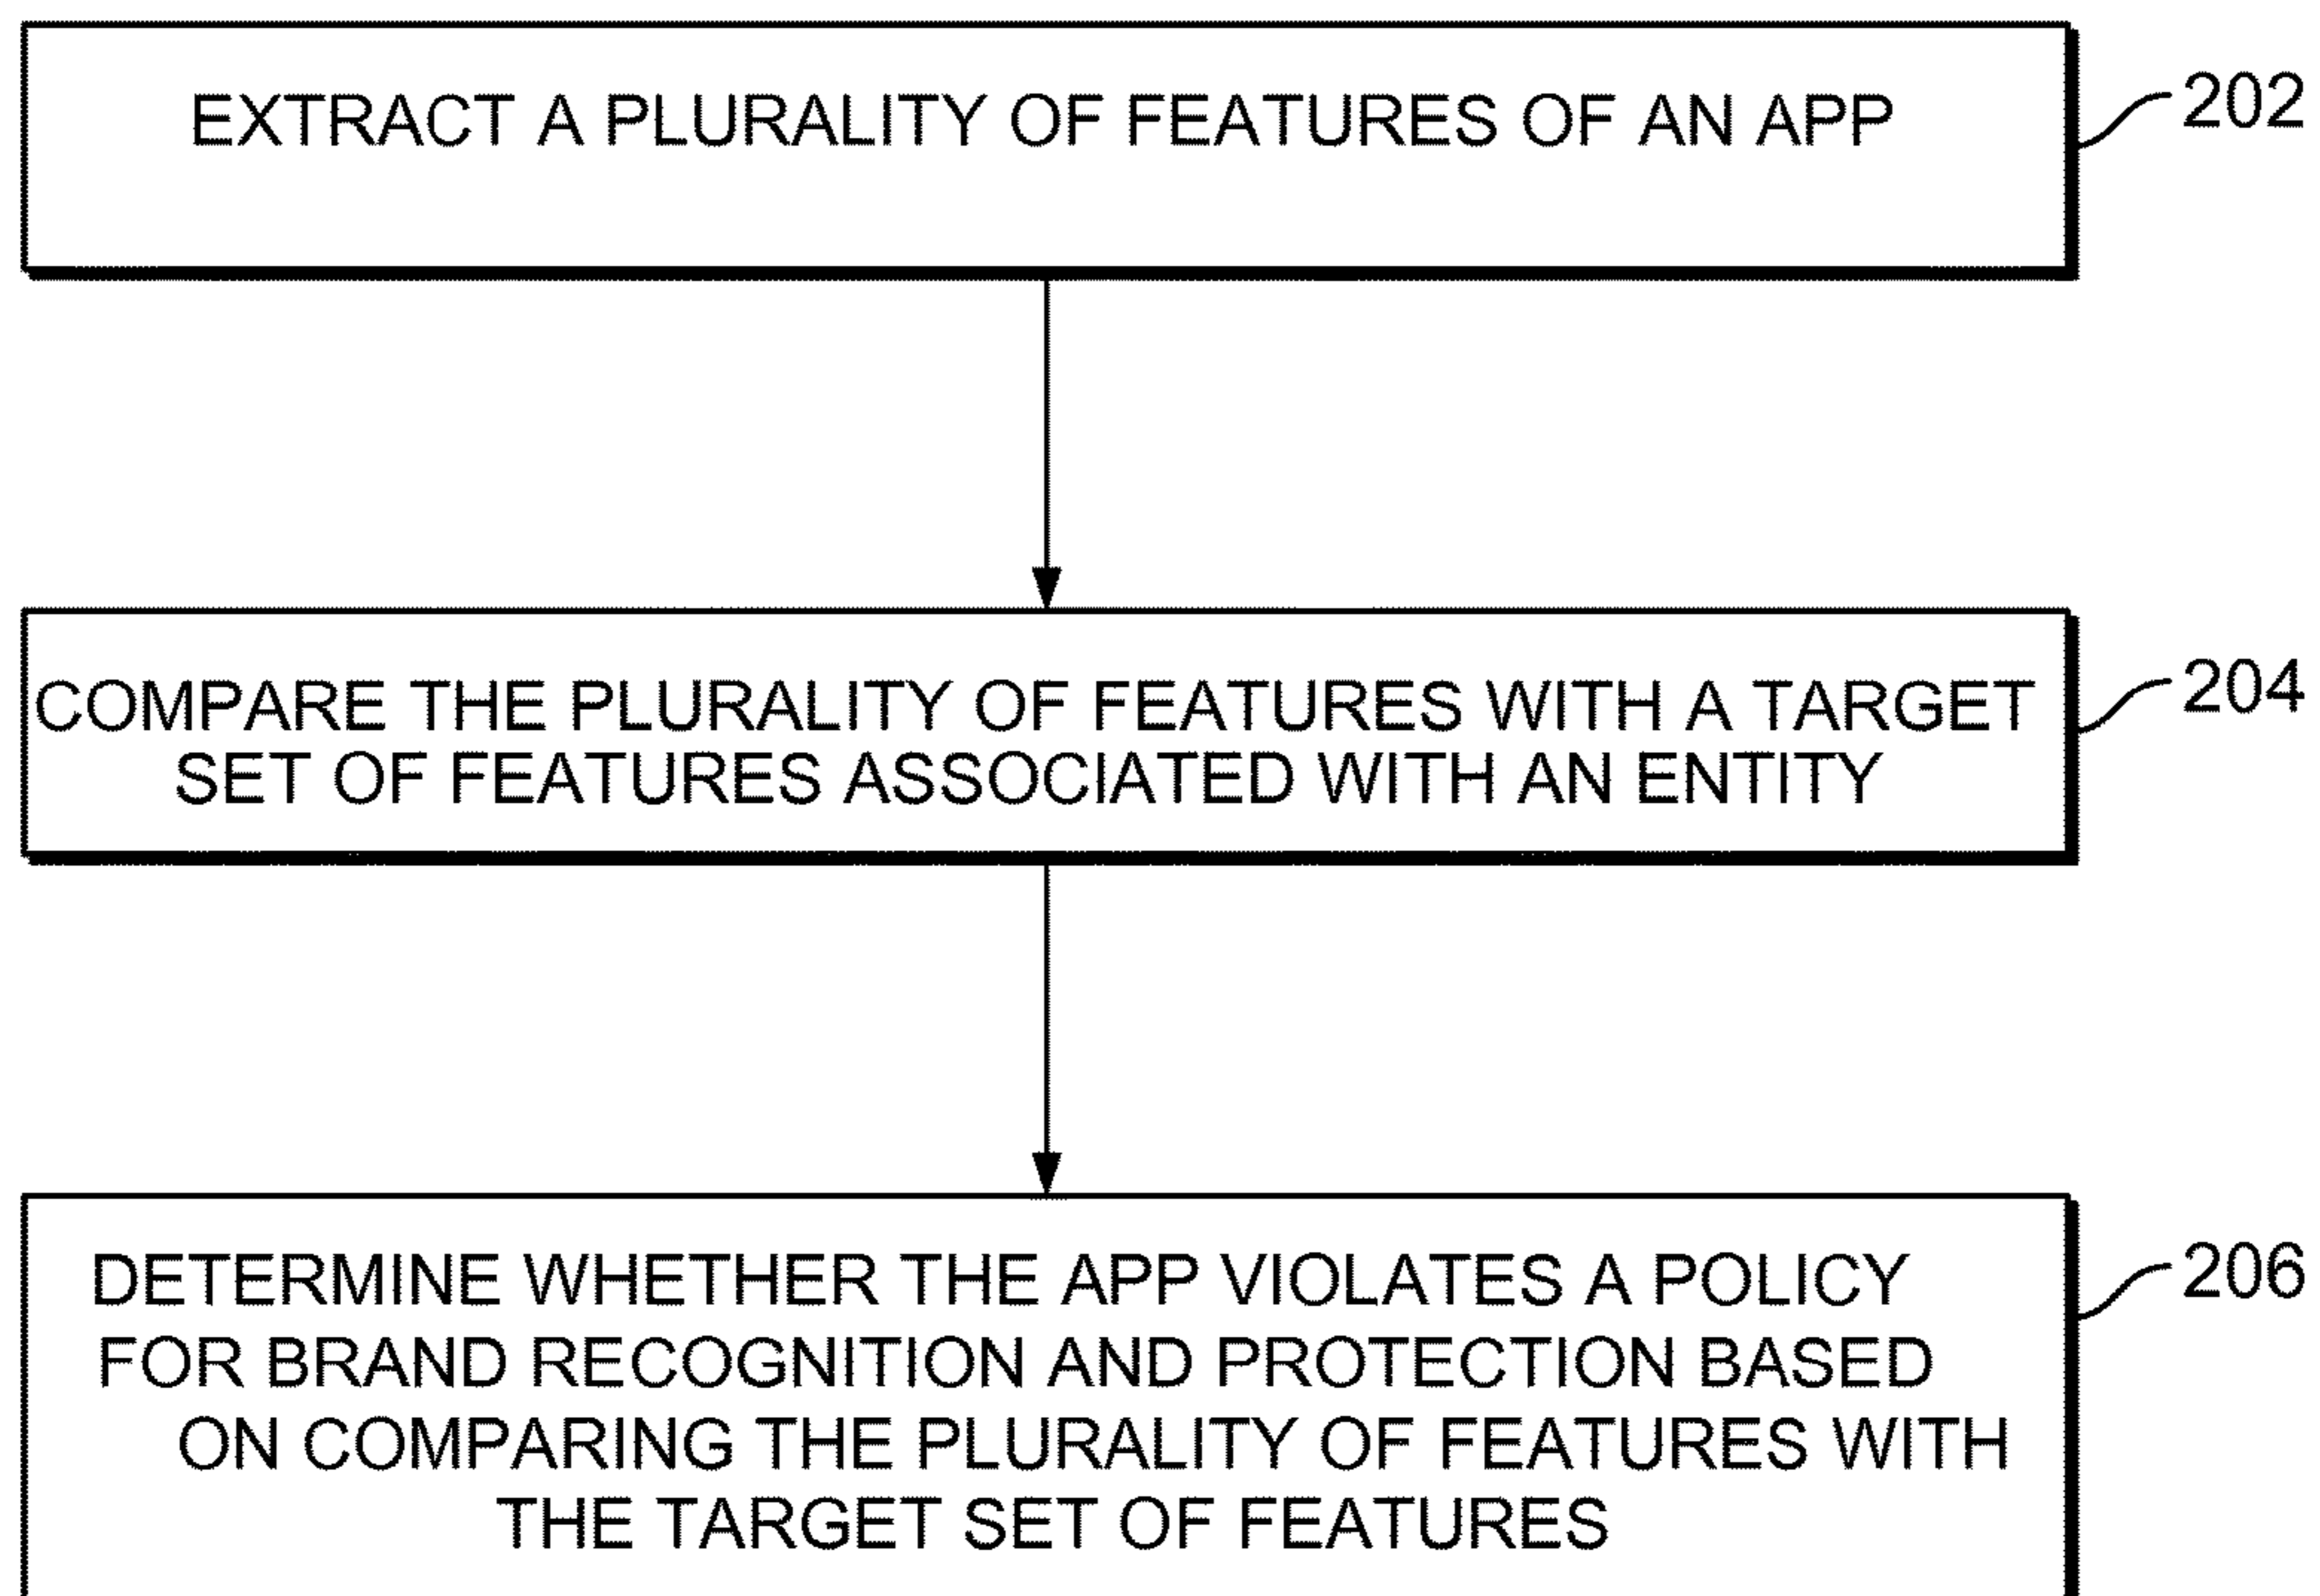 EXTRACT A PLURALITY OF FEATURES OF AN APP
202
COMPARE THE PLURALITY OF FEATURES WITH A TARGET
SET OF FEATURES ASSOCIATED WITH AN ENTITY
204
DETERMINE WHETHER THE APP VIOLATES A POLICY
FOR BRAND RECOGNITION AND PROTECTION BASED
ON COMPARING THE PLURALITY OF FEATURES WITH
THE TARGET SET OF FEATURES
206